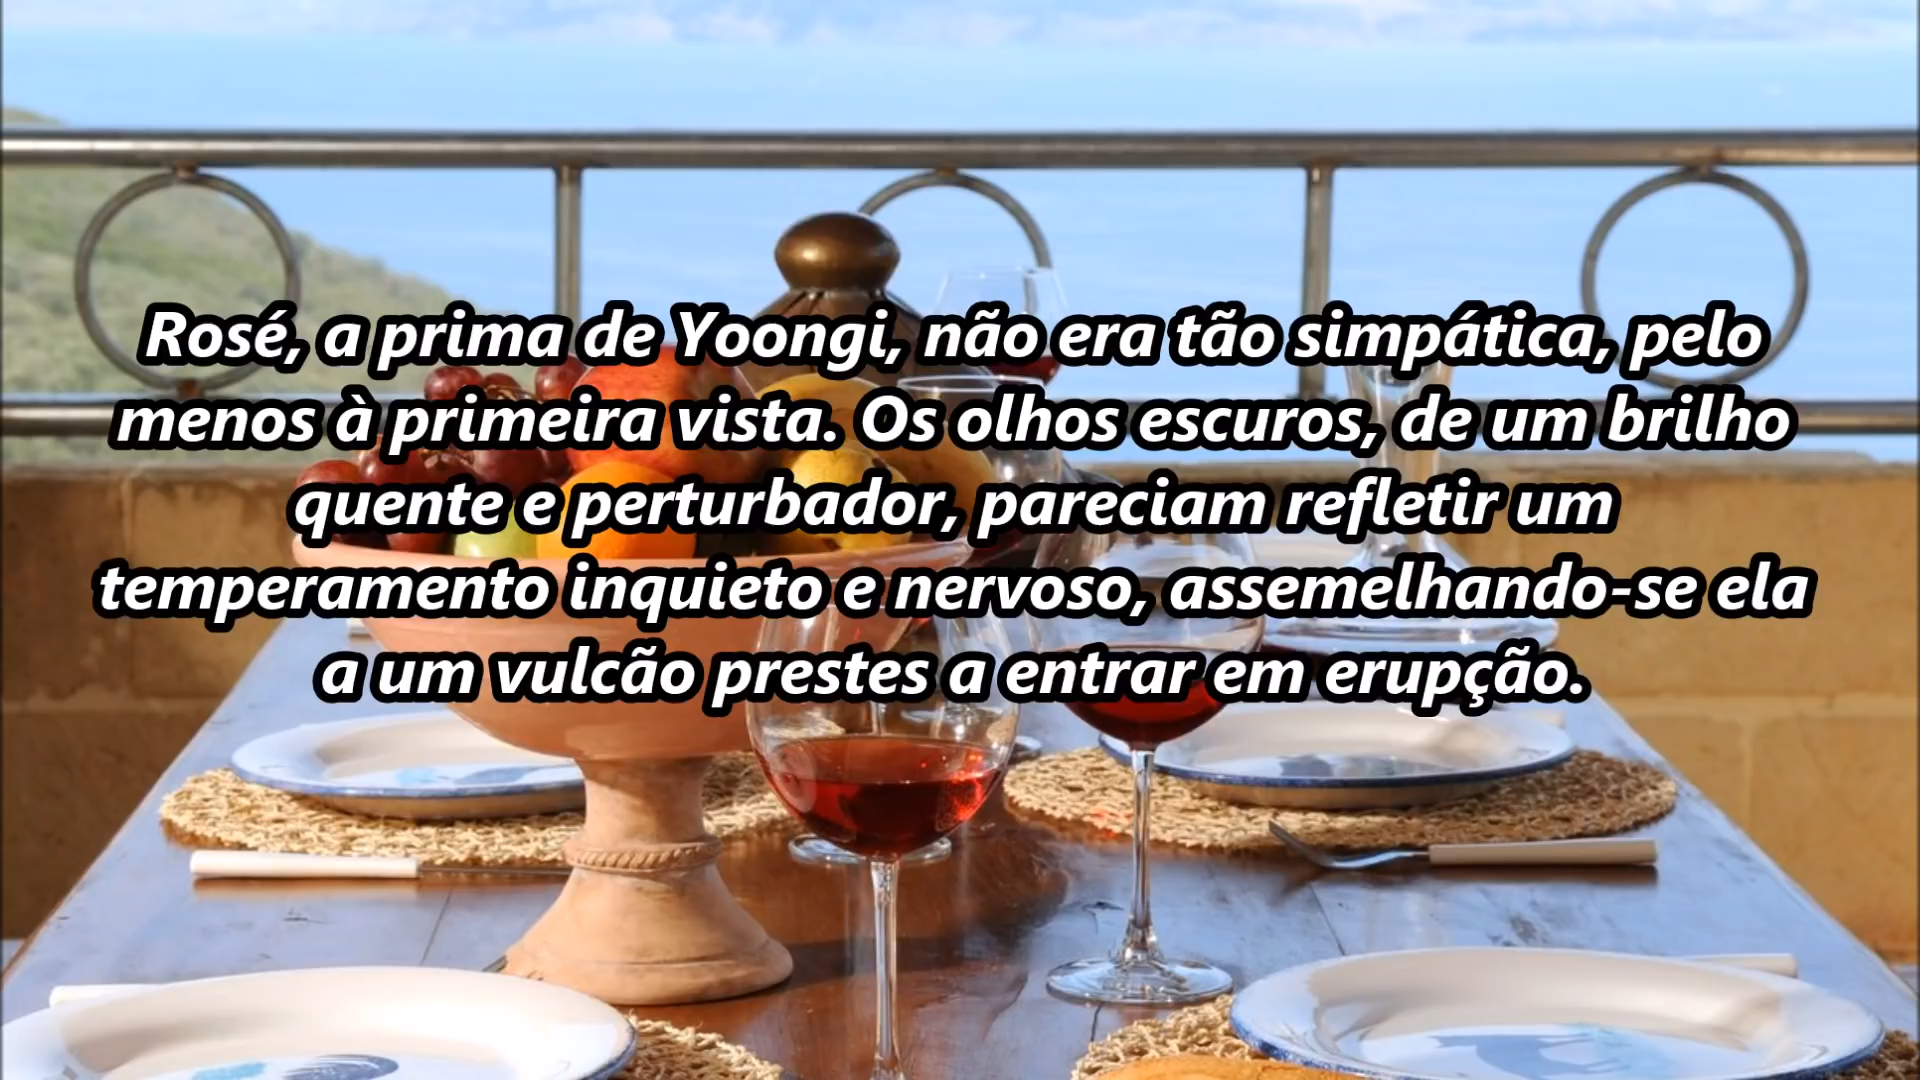 Rosé, a prima de Yoongi, não era tão simpática, pelo
menos à primeira vista. Os olhos escuros, de um brilho
quente e perturbador, pareciam refletir um
temperamento inquieto e nervoso, assemelhando-se ela
a um vulcão prestes a entrar em erupção.